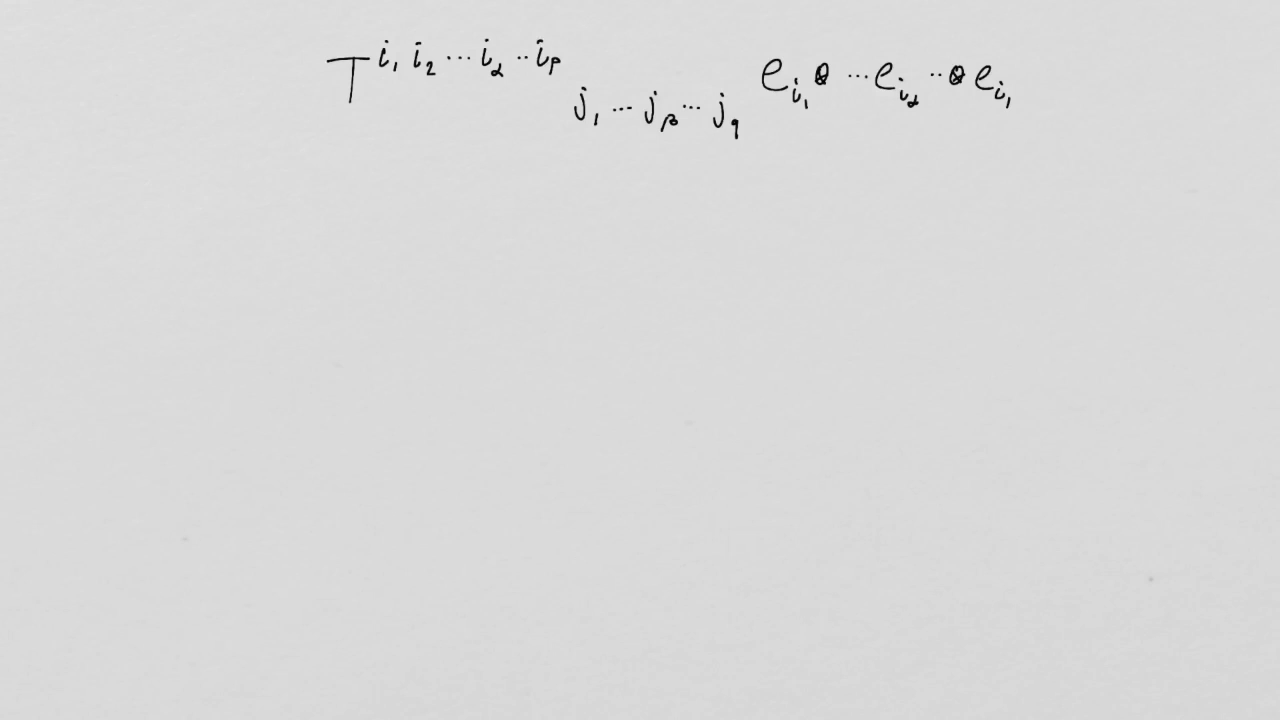 T^{i_1 i_2 ⋯ i_α ‥ i_p}_{j_1 ⋯ j_β ⋯ j_q} e_{i_1} ⊗ ⋯ e_{i_α} ‥ ⊗ e_{i_1}